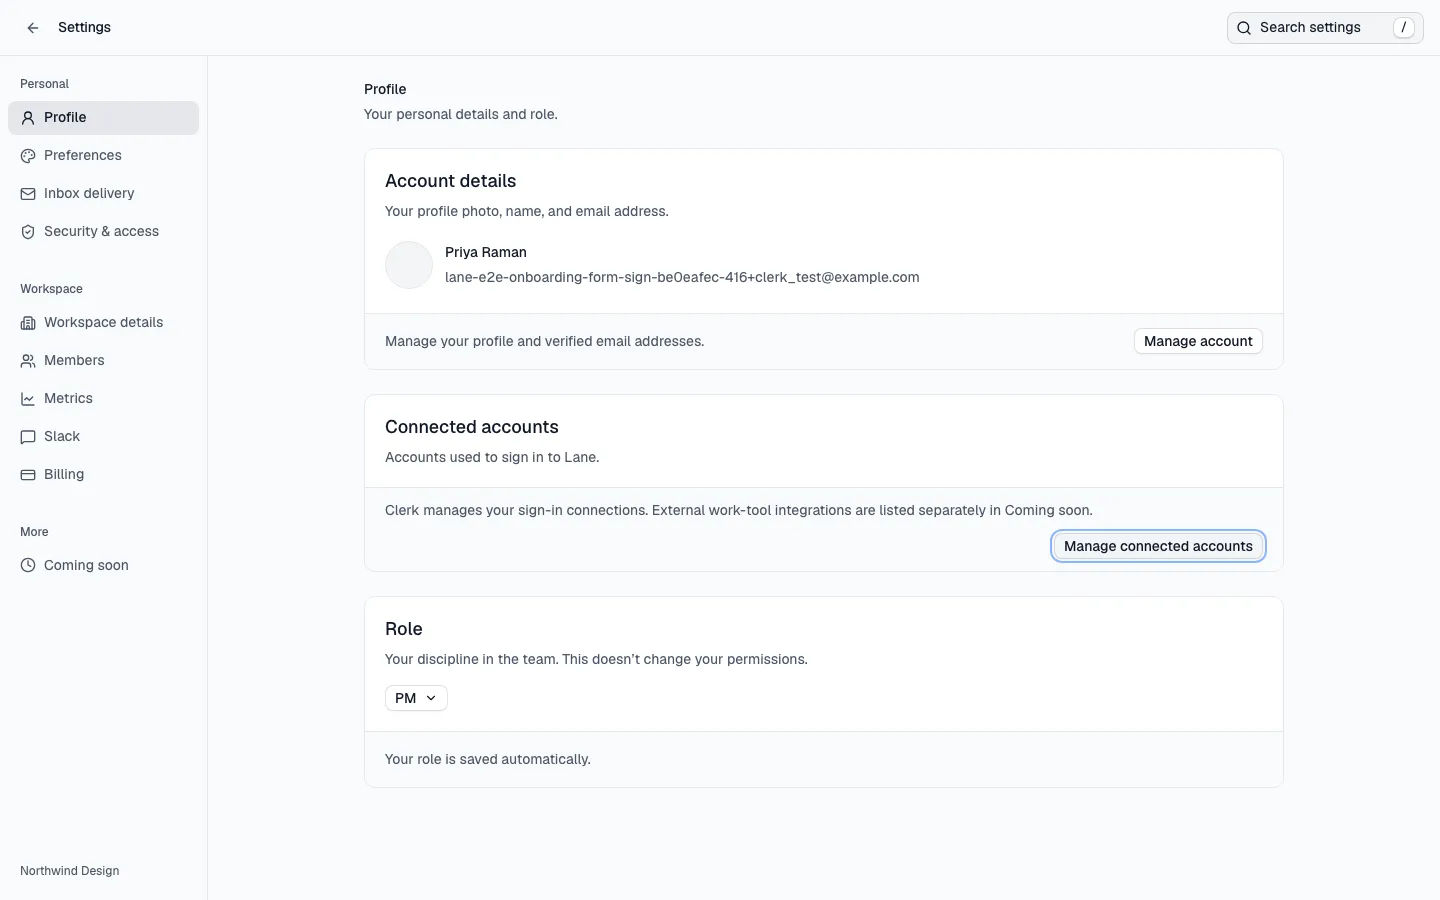 Settings
Search settings /
Personal
Profile
Preferences
Inbox delivery
Security & access
Workspace
Workspace details
Members
Metrics
Slack
Billing
More
Coming soon
Northwind Design
Profile
Your personal details and role.
Account details
Your profile photo, name, and email address.
Priya Raman
lane-e2e-onboarding-form-sign-be0eafec-416+clerk_test@example.com
Manage your profile and verified email addresses.
Manage account
Connected accounts
Accounts used to sign in to Lane.
Clerk manages your sign-in connections. External work-tool integrations are listed separately in Coming soon.
Manage connected accounts
Role
Your discipline in the team. This doesn’t change your permissions.
PM
Your role is saved automatically.